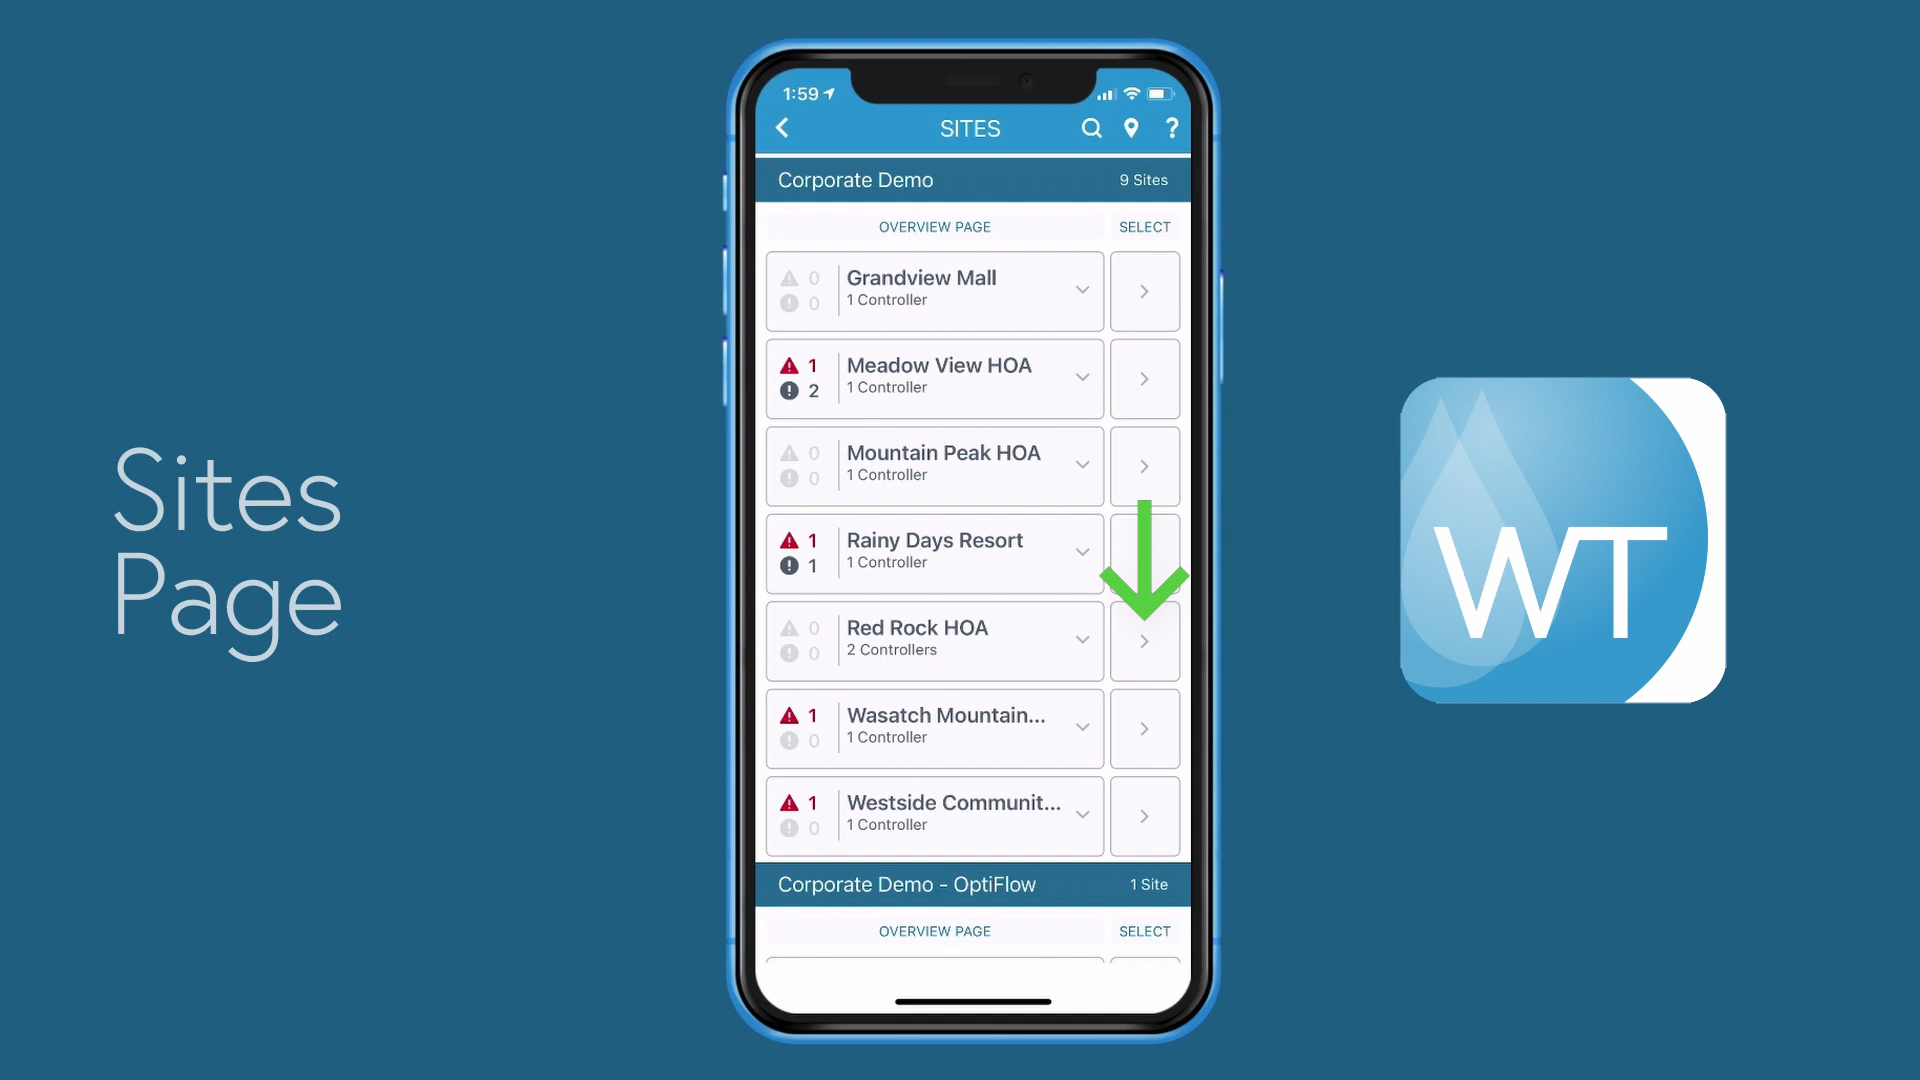 Sites
Page
1:59
SITES
?
Corporate Demo
9 Sites
OVERVIEW PAGE
SELECT
0
0
Grandview Mall
1 Controller
1
2
Meadow View HOA
1 Controller
0
0
Mountain Peak HOA
1 Controller
1
1
Rainy Days Resort
1 Controller
0
0
Red Rock HOA
2 Controllers
1
0
Wasatch Mountain...
1 Controller
1
0
Westside Communit...
1 Controller
Corporate Demo - OptiFlow
1 Site
OVERVIEW PAGE
SELECT
WT